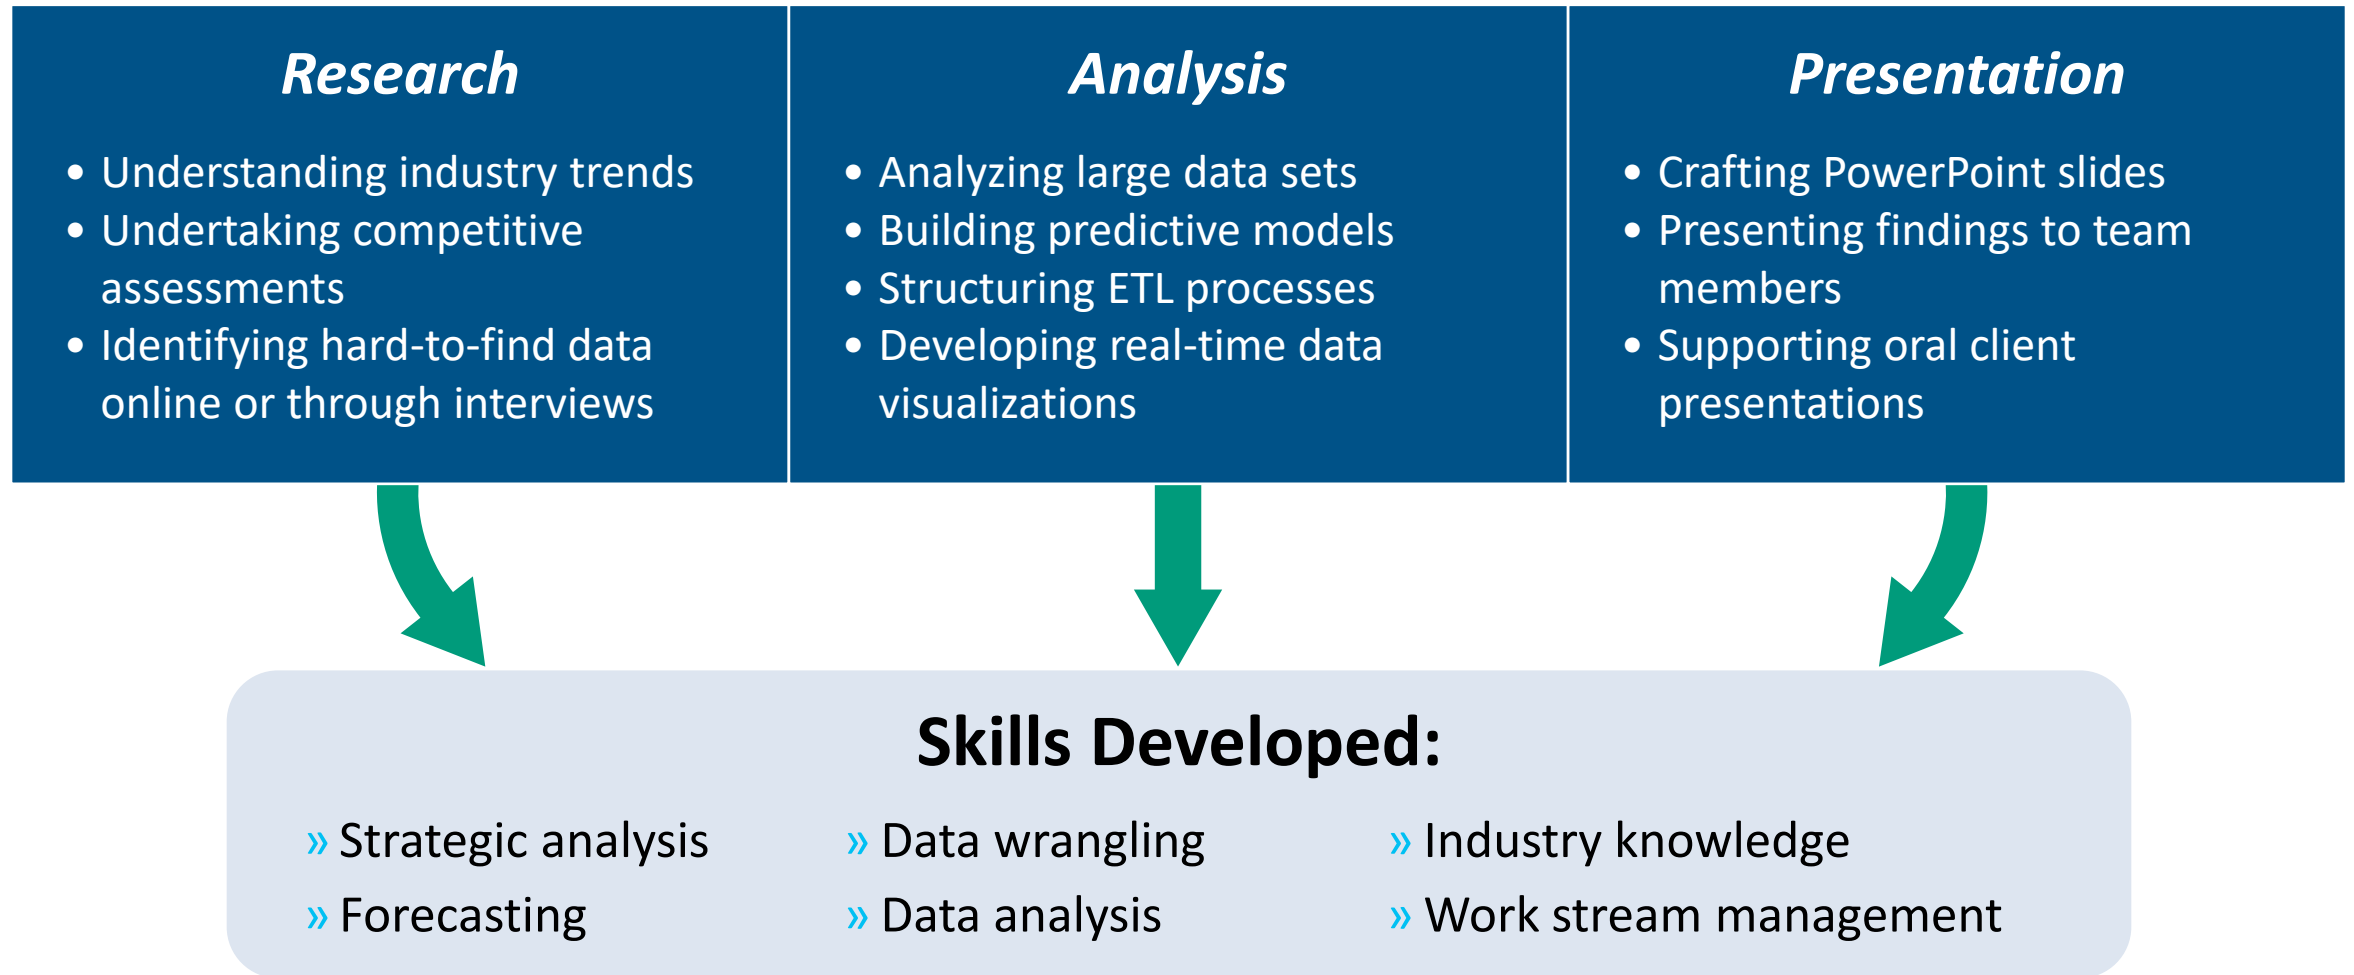 Research
• Understanding industry trends
• Undertaking competitive
assessments
• Identifying hard-to-find data
online or through interviews
Analysis
• Analyzing large data sets
• Building predictive models
• Structuring ETL processes
• Developing real-time data
visualizations
Presentation
• Crafting PowerPoint slides
• Presenting findings to team
members
• Supporting oral client
presentations
Skills Developed:
» Strategic analysis
» Forecasting
» Data wrangling
» Data analysis
» Industry knowledge
» Work stream management